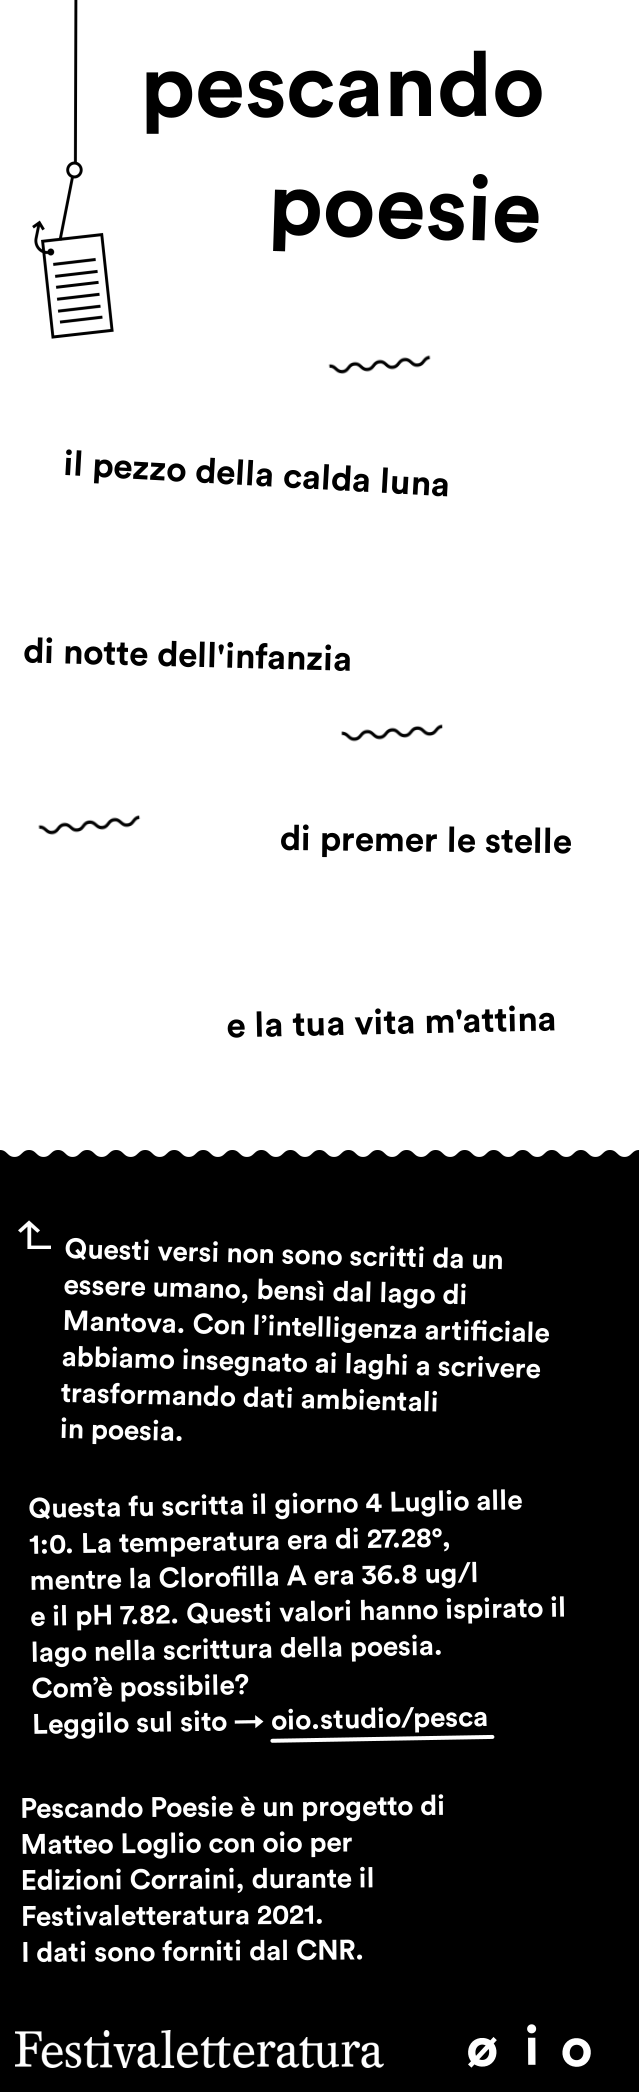 pescando
poesie
il pezzo della calda luna
di notte dell'infanzia
di premer le stelle
e la tua vita m'attina
Questi versi non sono scritti da un
essere umano, bensì dal lago di
Mantova. Con l’intelligenza artificiale
abbiamo insegnato ai laghi a scrivere
trasformando dati ambientali
in poesia.
Questa fu scritta il giorno 4 Luglio alle
1:0. La temperatura era di 27.28°,
mentre la Clorofilla A era 36.8 ug/l
e il pH 7.82. Questi valori hanno ispirato il
lago nella scrittura della poesia.
Com’è possibile?
Leggilo sul sito → oio.studio/pesca
Pescando Poesie è un progetto di
Matteo Loglio con oio per
Edizioni Corraini, durante il
Festivaletteratura 2021.
I dati sono forniti dal CNR.
Festivaletteratura ø i o